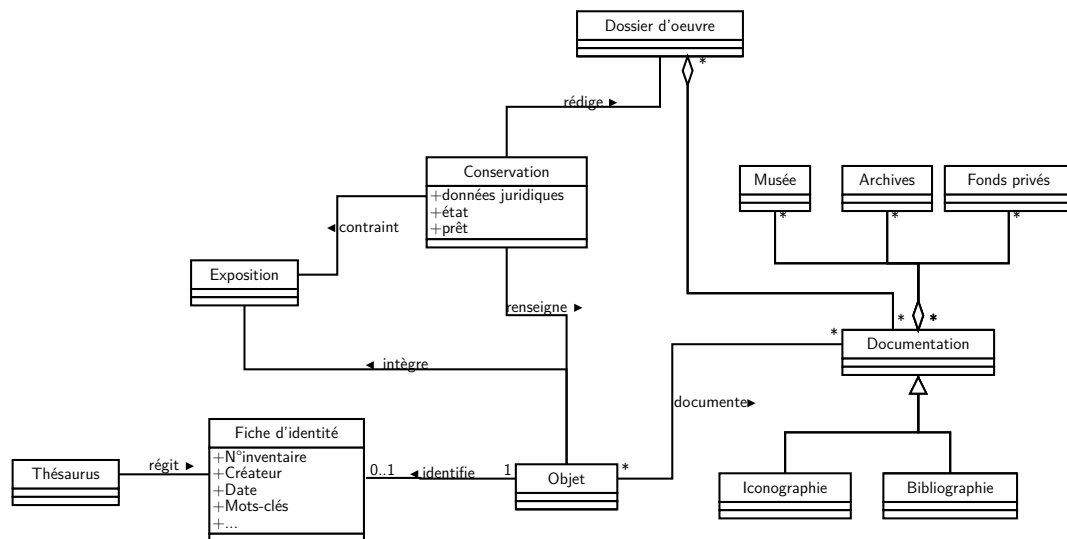 Dossier d'oeuvre
*
rédige ►
Conservation
+données juridiques
+état
+prêt
Musée
*
Archives
*
Fonds privés
*
◄ contraint
Exposition
renseigne ►
* *
*
Documentation
◄ intègre
documente►
Fiche d'identité
+N°inventaire
+Créateur
+Date
+Mots-clés
+...
Thésaurus
régit ►
0..1
◄ identifie
1
Objet
*
Iconographie
Bibliographie